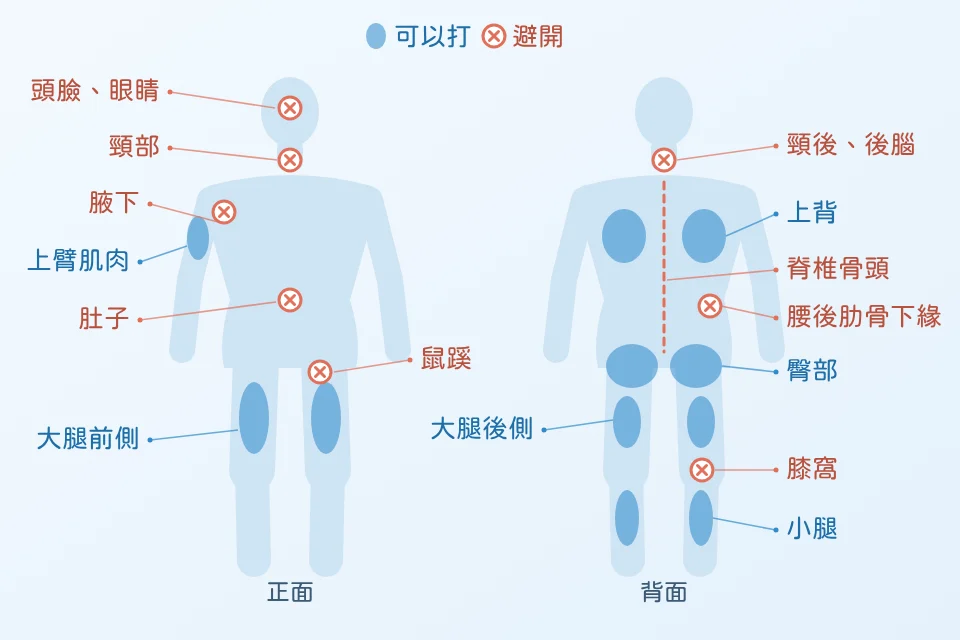 可以打 避開
頭臉、眼睛
頸部
腋下
上臂肌肉
肚子
鼠蹊
大腿前側
正面
頸後、後腦
上背
脊椎骨頭
腰後肋骨下緣
臀部
大腿後側
膝窩
小腿
背面